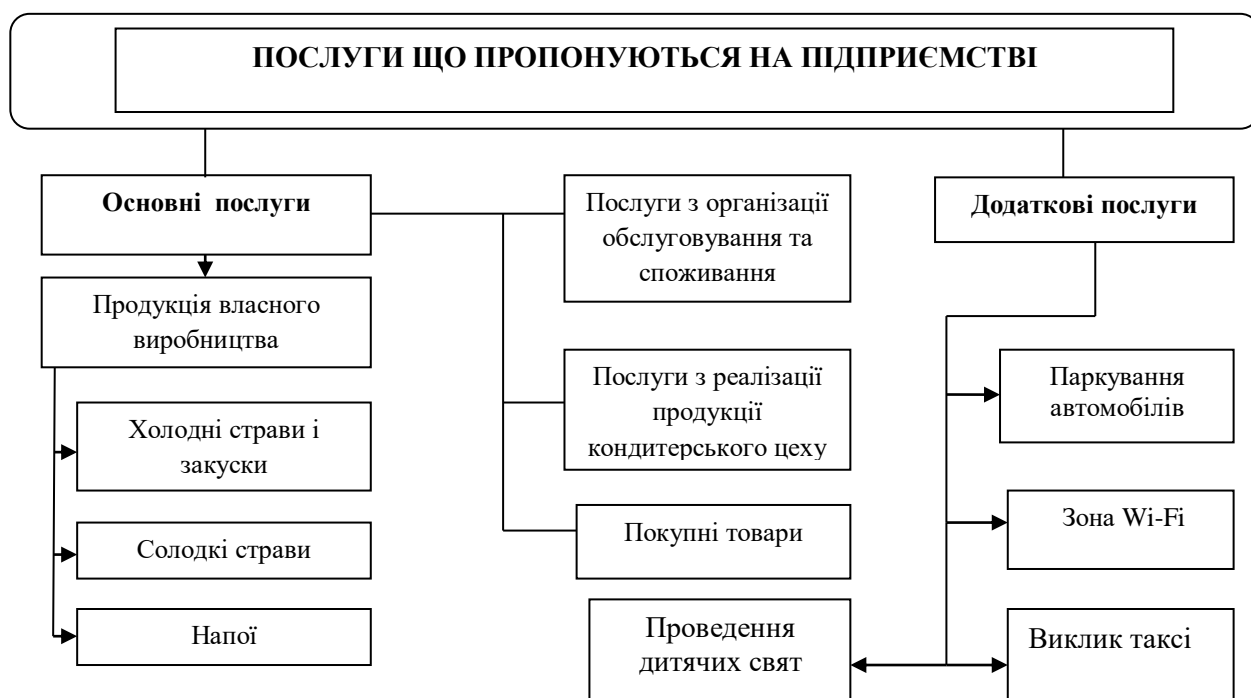 ПОСЛУГИ ЩО ПРОПОНУЮТЬСЯ НА ПІДПРИЄМСТВІ
Основні послуги
Продукція власного
виробництва
Холодні страви і
закуски
Солодкі страви
Напої
Послуги з організації
обслуговування та
споживання
Послуги з реалізації
продукції
кондитерського цеху
Покупні товари
Проведення
дитячих свят
Додаткові послуги
Паркування
автомобілів
Зона Wi-Fi
Виклик таксі